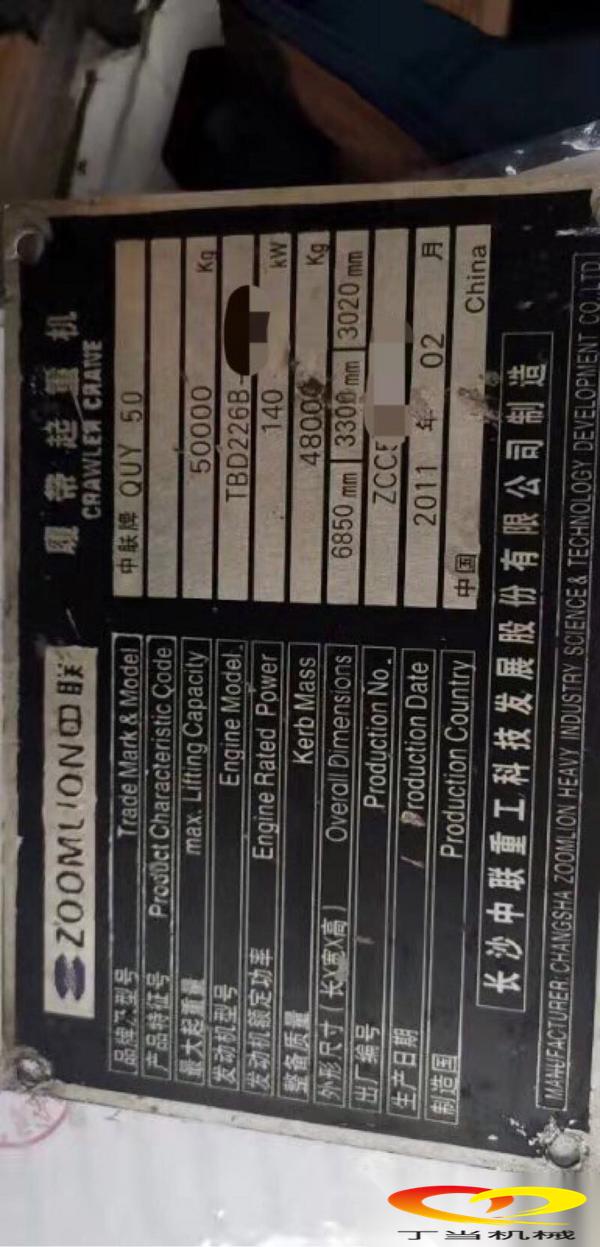 ZOOMLION中联
履带起重机
CRAWLER CRANE
品牌及型号 Trade Mark & Model 中联牌 QUY 50
产品特征号 Product Characteristic Code
最大起重量 max. Lifting Capacity 50000 Kg
发动机型号 Engine Model. TBD226B-
发动机额定功率 Engine Rated Power 140 kW
整备质量 Kerb Mass 48000 Kg
外形尺寸(长X宽X高) Overall Dimensions 6850 mm 3300 mm 3020 mm
出厂编号 Production No. ZCC5
生产日期 Production Date 2011 年 02 月
制造国 Production Country 中国 China
长沙中联重工科技发展股份有限公司制造
MANUFACTURER:CHANGSHA ZOOMLION HEAVY INDUSTRY SCIENCE & TECHNOLOGY DEVELOPMENT CO.,LTD
丁当机械